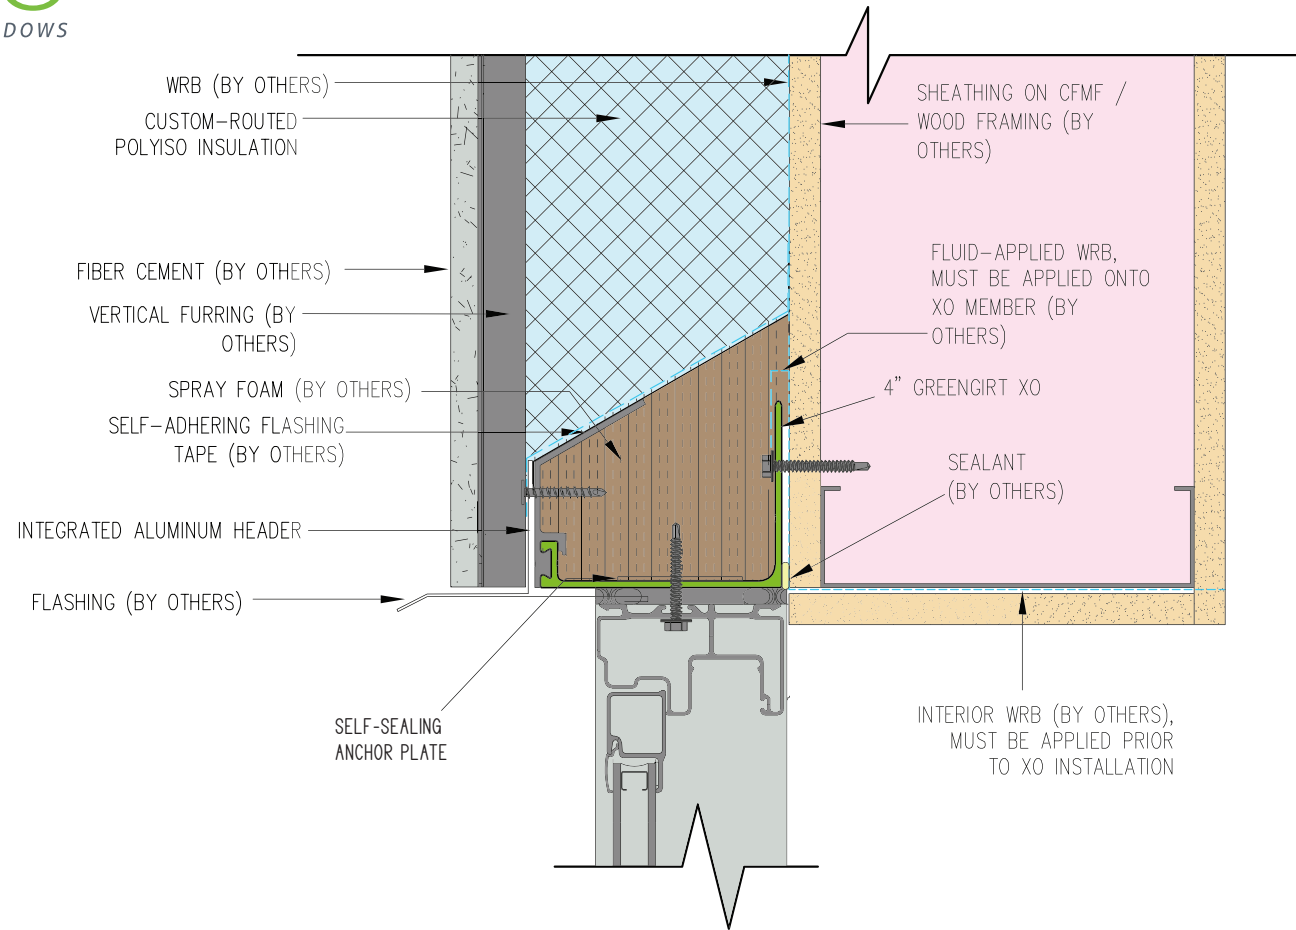 DOWS
WRB (BY OTHERS)
CUSTOM-ROUTED
POLYISO INSULATION
FIBER CEMENT (BY OTHERS)
VERTICAL FURRING (BY
OTHERS)
SPRAY FOAM (BY OTHERS)
SELF-ADHERING FLASHING
TAPE (BY OTHERS)
INTEGRATED ALUMINUM HEADER
FLASHING (BY OTHERS)
SELF-SEALING
ANCHOR PLATE
SHEATHING ON CFMF /
WOOD FRAMING (BY
OTHERS)
FLUID-APPLIED WRB,
MUST BE APPLIED ONTO
XO MEMBER (BY
OTHERS)
4" GREENGIRT XO
SEALANT
(BY OTHERS)
INTERIOR WRB (BY OTHERS),
MUST BE APPLIED PRIOR
TO XO INSTALLATION